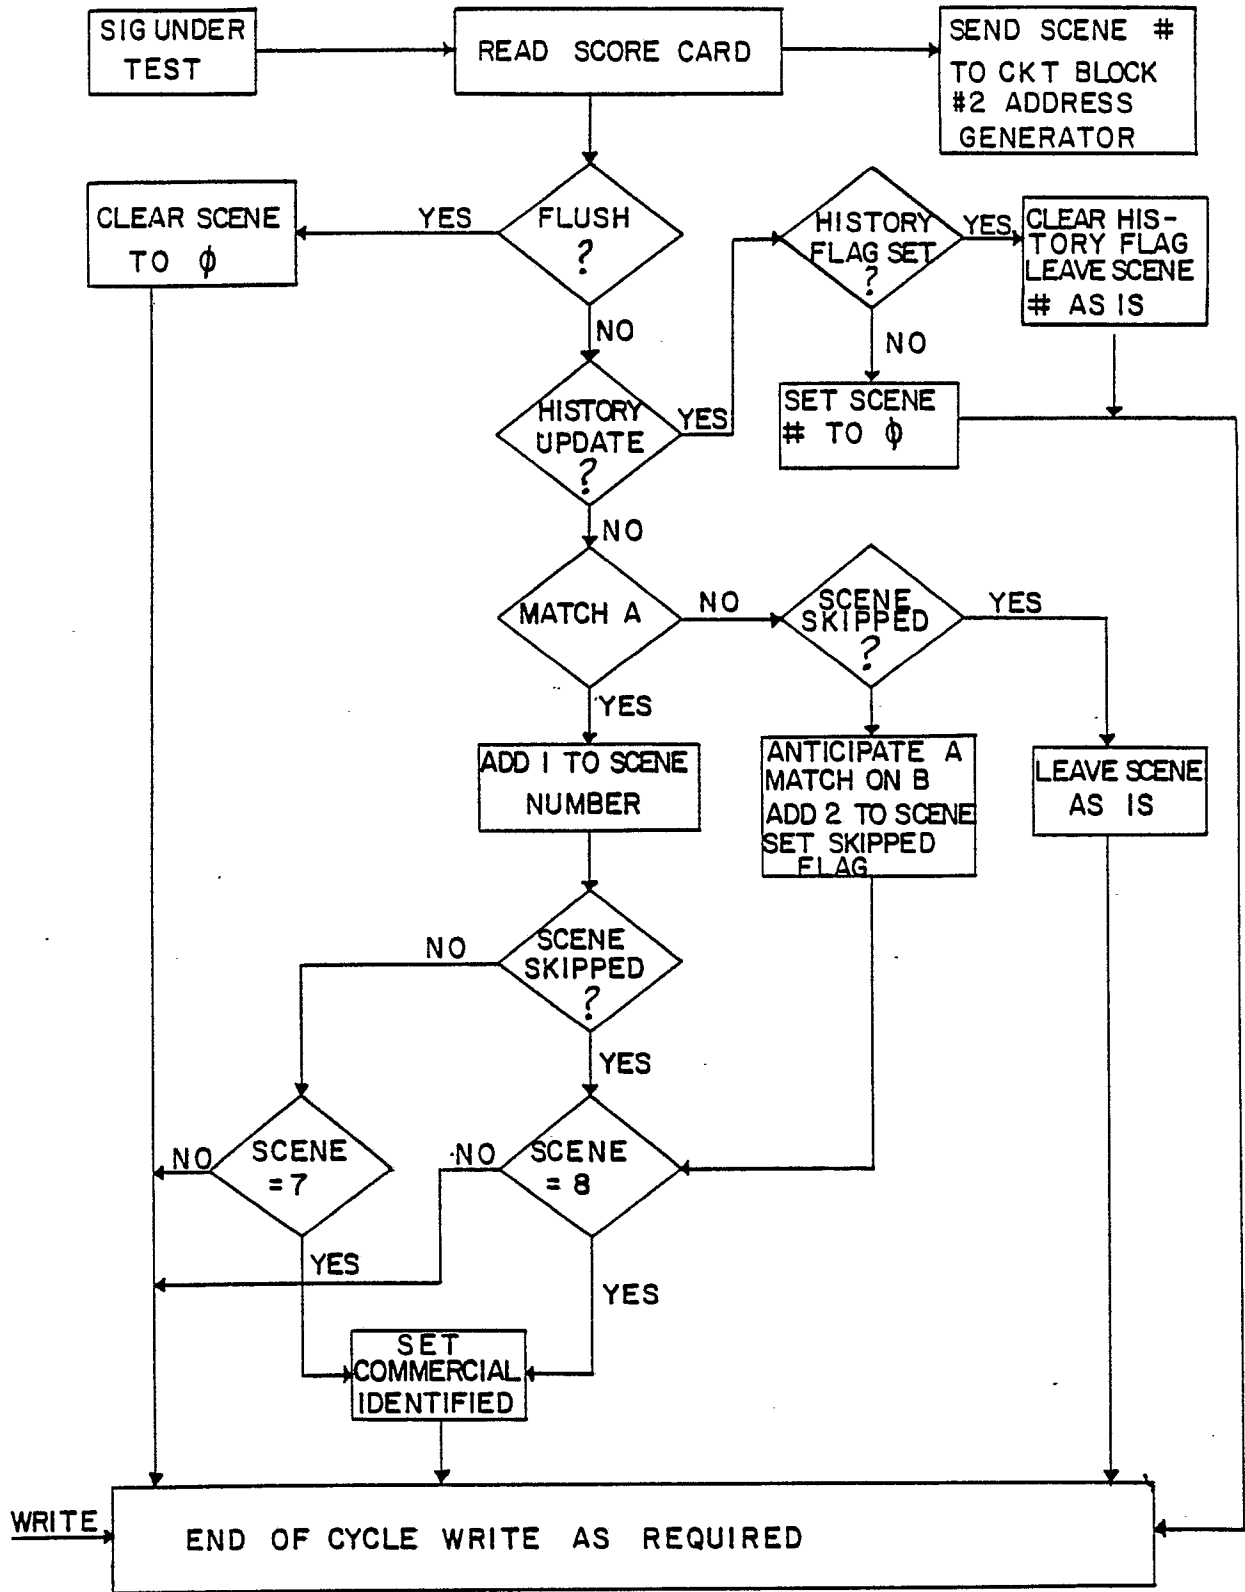 SIG UNDER
TEST
READ SCORE CARD
SEND SCENE #
TO CKT BLOCK
#2 ADDRESS
GENERATOR
CLEAR SCENE
TO ϕ
YES
FLUSH
?
NO
HISTORY
FLAG SET
?
YES
CLEAR HIS-
TORY FLAG
LEAVE SCENE
# AS IS
NO
SET SCENE
# TO ϕ
HISTORY
UPDATE
?
YES
NO
MATCH A
NO
SCENE
SKIPPED
?
YES
YES
ADD 1 TO SCENE
NUMBER
ANTICIPATE A
MATCH ON B
ADD 2 TO SCENE
SET SKIPPED
FLAG
LEAVE SCENE
AS IS
NO
SCENE
SKIPPED
?
YES
NO
SCENE
=7
NO
SCENE
=8
YES
YES
SET
COMMERCIAL
IDENTIFIED
WRITE
END OF CYCLE WRITE AS REQUIRED